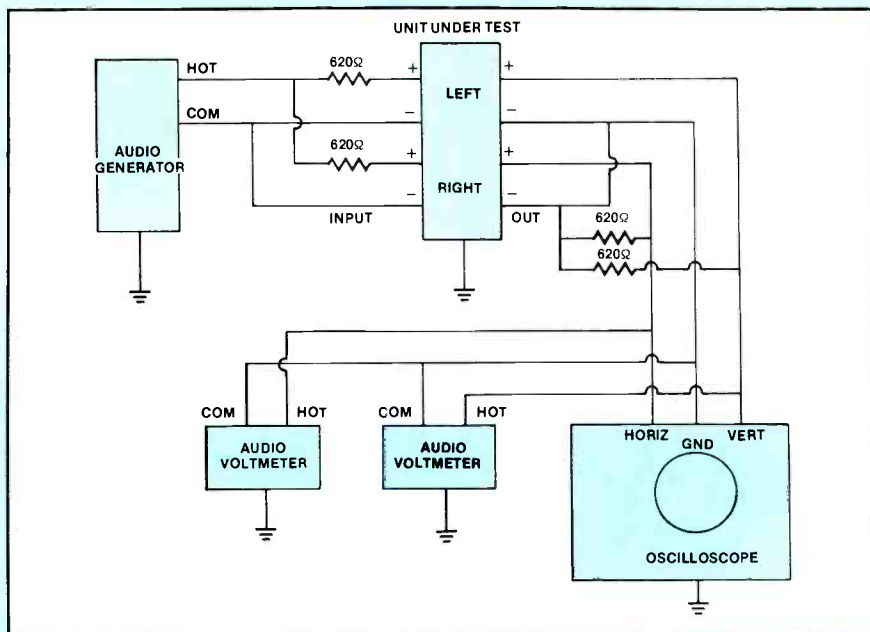 UNIT UNDER TEST
HOT
620Ω
+
+
LEFT
COM
−
−
AUDIO
GENERATOR
620Ω
+
+
RIGHT
−
−
INPUT
OUT
620Ω
620Ω
COM
HOT
COM
HOT
AUDIO
VOLTMETER
AUDIO
VOLTMETER
HORIZ
GND
VERT
OSCILLOSCOPE